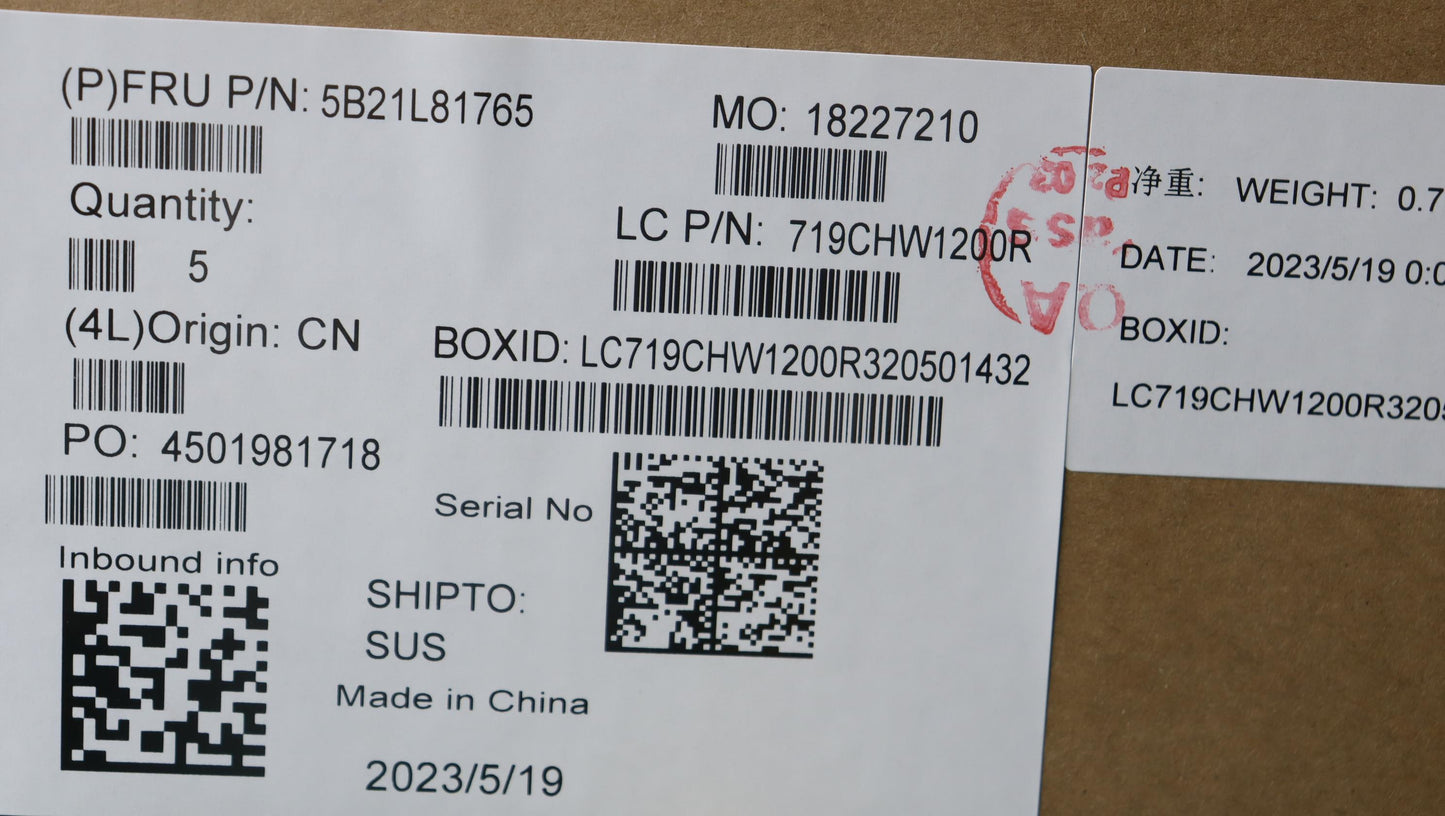 (P)FRU P/N: 5B21L81765
MO: 18227210
Quantity:
5
LC P/N: 719CHW1200R
(4L)Origin: CN
BOXID: LC719CHW1200R320501432
PO: 4501981718
Serial No
Inbound info
SHIPTO:
SUS
Made in China
2023/5/19
净重: WEIGHT: 0.7
DATE: 2023/5/19 0:0
BOXID:
LC719CHW1200R320
QA